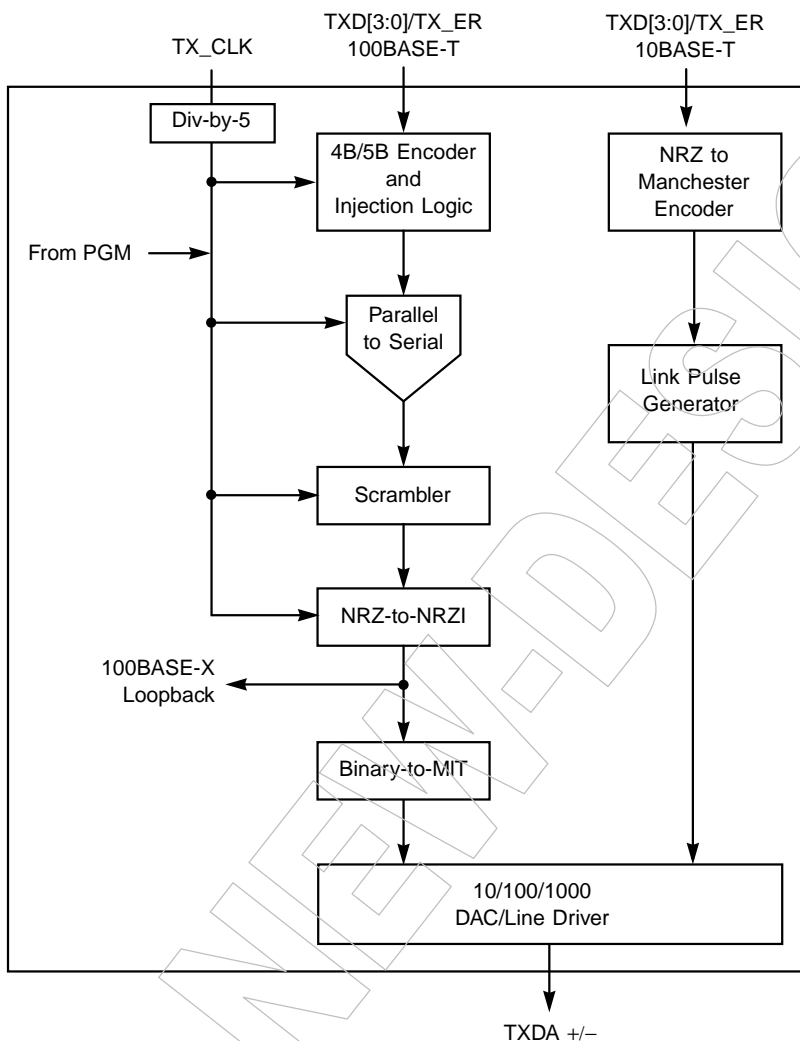 TX_CLK
TXD[3:0]/TX_ER
100BASE-T
TXD[3:0]/TX_ER
10BASE-T
Div-by-5
4B/5B Encoder
and
Injection Logic
NRZ to
Manchester
Encoder
From PGM
Parallel
to Serial
Link Pulse
Generator
Scrambler
NRZ-to-NRZI
100BASE-X
Loopback
Binary-to-MIT
10/100/1000
DAC/Line Driver
TXDA +/−
NEW-DESIG